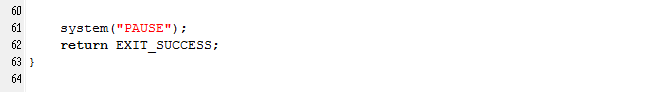 60
61 system("PAUSE");
62 return EXIT_SUCCESS;
63 }
64